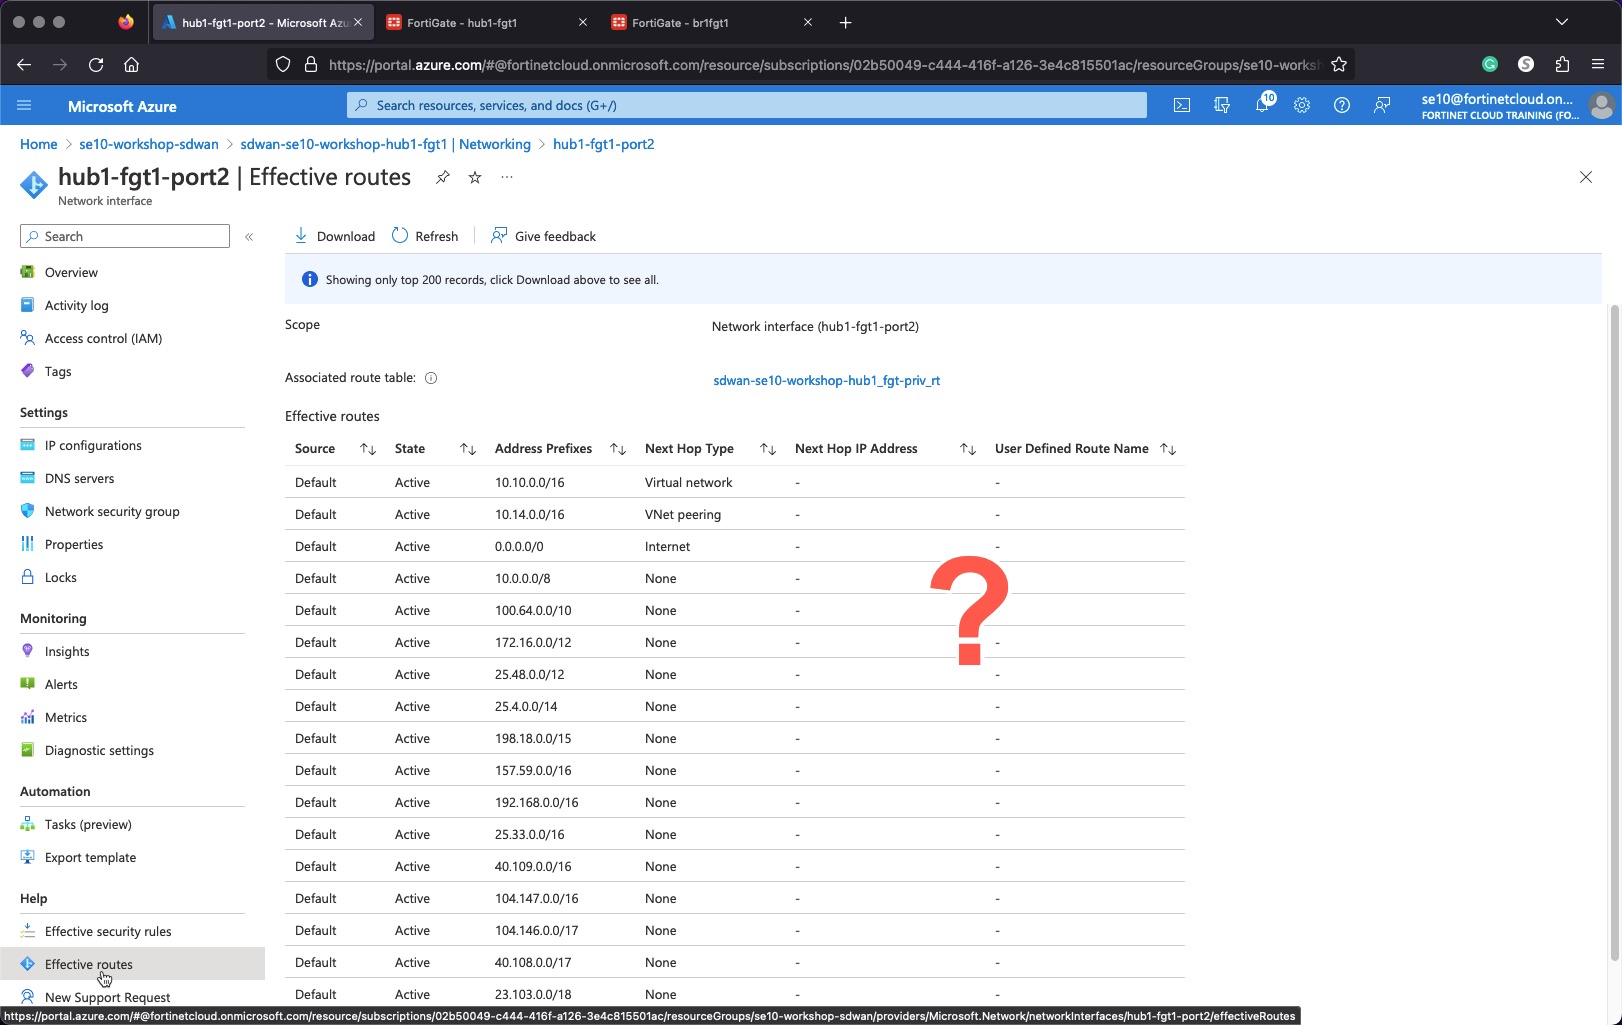 hub1-fgt1-port2 - Microsoft Azu
FortiGate - hub1-fgt1
FortiGate - br1fgt1
https://portal.azure.com/#@fortinetcloud.onmicrosoft.com/resource/subscriptions/02b50049-c444-416f-a126-3e4c815501ac/resourceGroups/se10-worksh
Microsoft Azure
Search resources, services, and docs (G+/)
10
se10@fortinetcloud.on...
FORTINET CLOUD TRAINING (FO...
Home > se10-workshop-sdwan > sdwan-se10-workshop-hub1-fgt1 | Networking > hub1-fgt1-port2
hub1-fgt1-port2 | Effective routes
Network interface
Search
Overview
Activity log
Access control (IAM)
Tags
Settings
IP configurations
DNS servers
Network security group
Properties
Locks
Monitoring
Insights
Alerts
Metrics
Diagnostic settings
Automation
Tasks (preview)
Export template
Help
Effective security rules
Effective routes
New Support Request
Download Refresh Give feedback
Showing only top 200 records, click Download above to see all.
Scope Network interface (hub1-fgt1-port2)
Associated route table: sdwan-se10-workshop-hub1_fgt-priv_rt
Effective routes
Source State Address Prefixes Next Hop Type Next Hop IP Address User Defined Route Name
Default Active 10.10.0.0/16 Virtual network - -
Default Active 10.14.0.0/16 VNet peering - -
Default Active 0.0.0.0/0 Internet - -
Default Active 10.0.0.0/8 None -
Default Active 100.64.0.0/10 None -
Default Active 172.16.0.0/12 None - -
Default Active 25.48.0.0/12 None - -
Default Active 25.4.0.0/14 None - -
Default Active 198.18.0.0/15 None - -
Default Active 157.59.0.0/16 None - -
Default Active 192.168.0.0/16 None - -
Default Active 25.33.0.0/16 None - -
Default Active 40.109.0.0/16 None - -
Default Active 104.147.0.0/16 None - -
Default Active 104.146.0.0/17 None - -
Default Active 40.108.0.0/17 None - -
Default Active 23.103.0.0/18 None - -
?
https://portal.azure.com/#@fortinetcloud.onmicrosoft.com/resource/subscriptions/02b50049-c444-416f-a126-3e4c815501ac/resourceGroups/se10-workshop-sdwan/providers/Microsoft.Network/networkInterfaces/hub1-fgt1-port2/effectiveRoutes